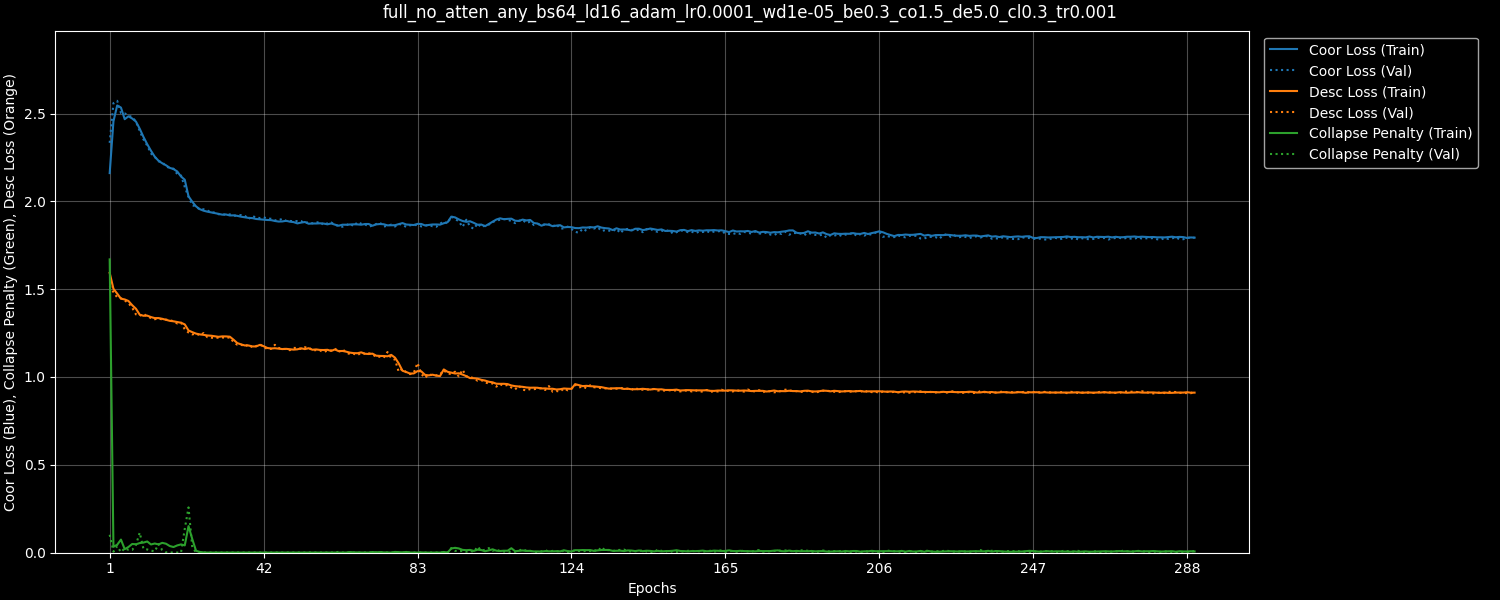 full_no_atten_any_bs64_ld16_adam_lr0.0001_wd1e-05_be0.3_co1.5_de5.0_cl0.3_tr0.001
Coor Loss (Blue), Collapse Penalty (Green), Desc Loss (Orange)
2.5
2.0
1.5
1.0
0.5
0.0
1 42 83 124 165 206 247 288
Epochs
Coor Loss (Train)
Coor Loss (Val)
Desc Loss (Train)
Desc Loss (Val)
Collapse Penalty (Train)
Collapse Penalty (Val)